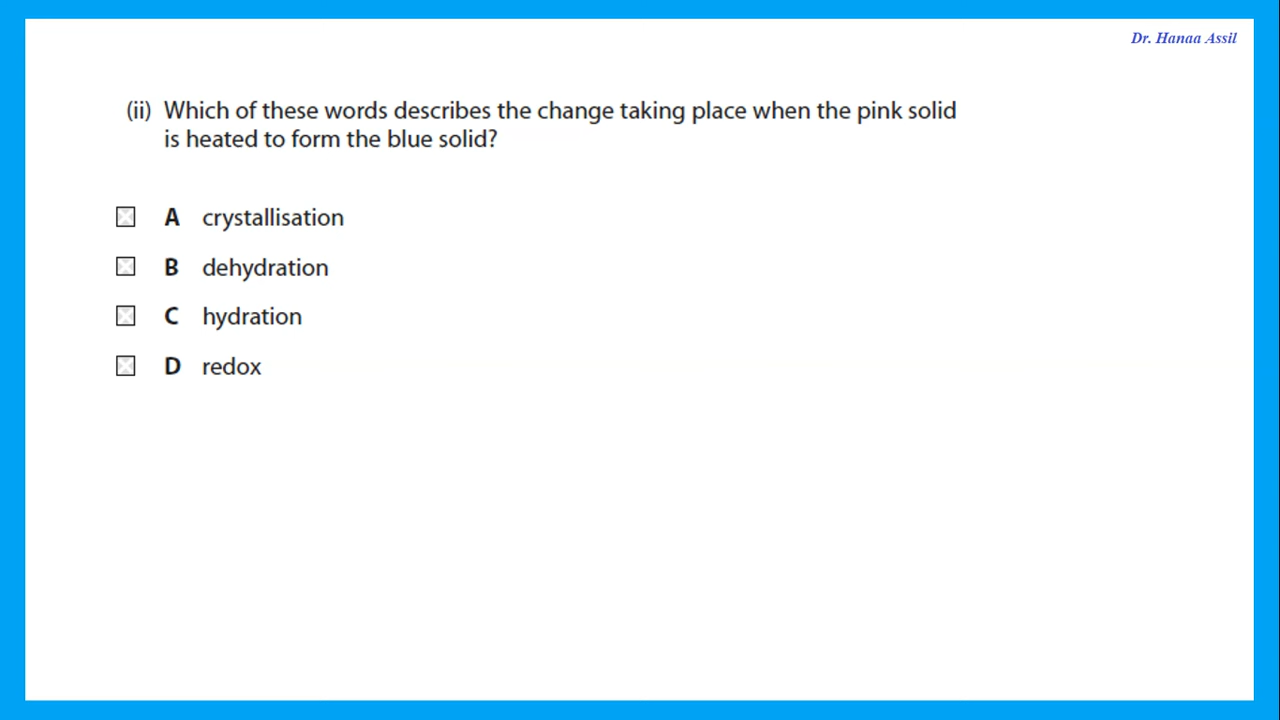 Dr. Hanaa Assil
(ii) Which of these words describes the change taking place when the pink solid
is heated to form the blue solid?
A crystallisation
B dehydration
C hydration
D redox